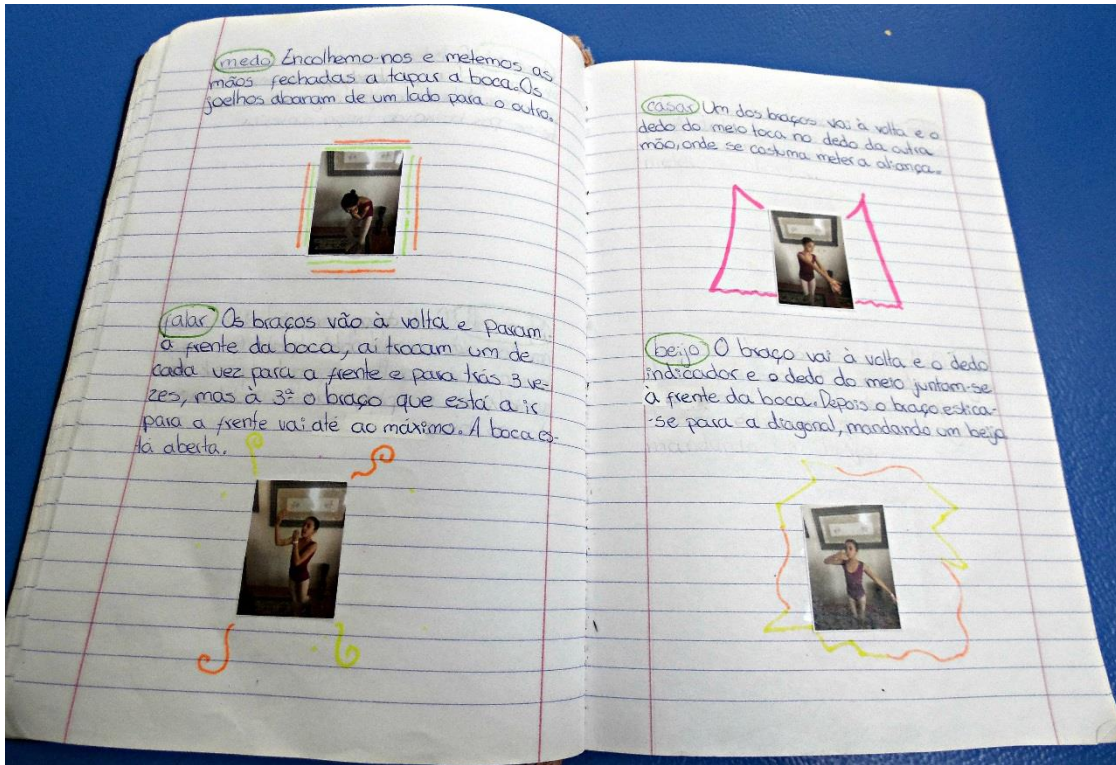 medo Encolhemo-nos e metemos as
mãos fechadas a tapar a boca. Os
joelhos abanam de um lado para o outro.
falar Os braços vão à volta e param
à frente da boca, aí trocam um de
cada vez para a frente e para trás 3 ve-
zes, mas à 3ª o braço que está a ir
para a frente vai até ao máximo. A boca es-
tá aberta.
casar Um dos braços vai à volta e o
dedo do meio toca no dedo da outra
mão, onde se costuma meter a aliança.
beijo O braço vai à volta e o dedo
indicador e o dedo do meio juntam-se
à frente da boca. Depois o braço estica-
-se para a diagonal, mandando um beijo